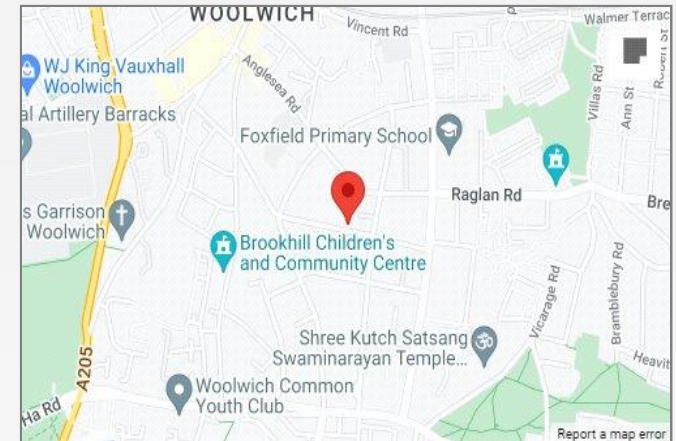 WOOLWICH
Vincent Rd
Walmer Terrac
WJ King Vauxhall
Woolwich
Anglesea Rd
Villas Rd
Ann St
Robert St
al Artillery Barracks
Foxfield Primary School
Raglan Rd
Bre
s Garrison
Woolwich
Brookhill Children's
and Community Centre
Vicarage Rd
Bramblebury Rd
Shree Kutch Satsang
Swaminarayan Temple...
Heavit
A205
Woolwich Common
Youth Club
Ha Rd
Report a map error